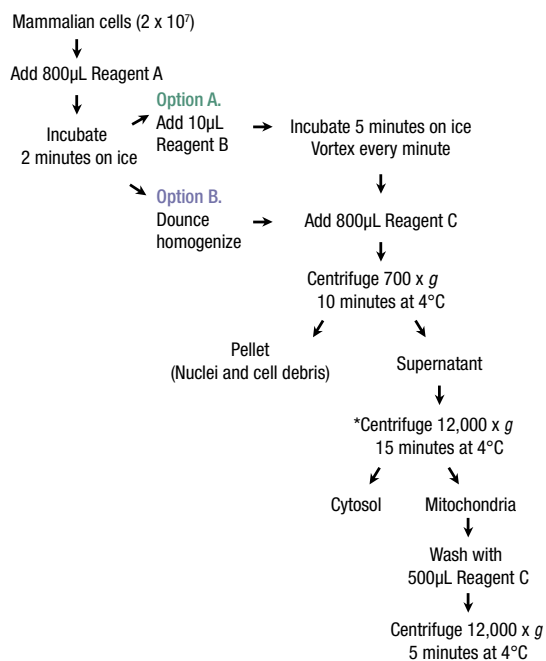 Mammalian cells (2 x 10⁷)
Add 800µL Reagent A
Incubate
2 minutes on ice
Option A.
Add 10µL
Reagent B
Incubate 5 minutes on ice
Vortex every minute
Option B.
Dounce
homogenize
Add 800µL Reagent C
Centrifuge 700 x g
10 minutes at 4°C
Pellet
(Nuclei and cell debris)
Supernatant
*Centrifuge 12,000 x g
15 minutes at 4°C
Cytosol
Mitochondria
Wash with
500µL Reagent C
Centrifuge 12,000 x g
5 minutes at 4°C